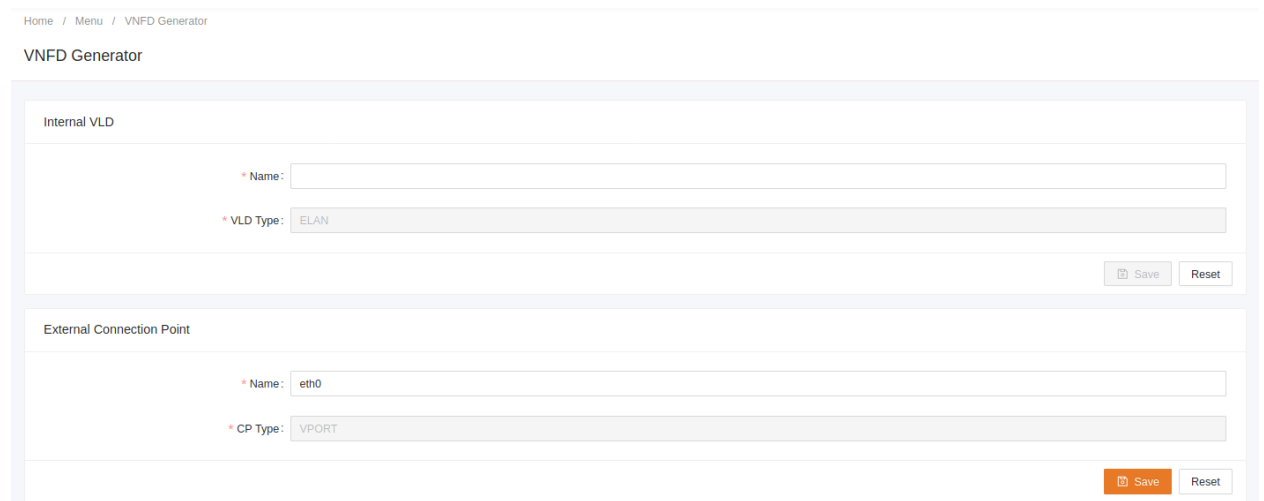 Home / Menu / VNFD Generator
VNFD Generator
Internal VLD
* Name:
* VLD Type: ELAN
Save Reset
External Connection Point
* Name: eth0
* CP Type: VPORT
Save Reset